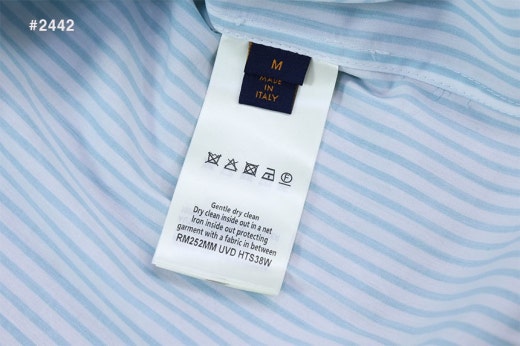 #2442
M
MADE
IN
ITALY
Gentle dry clean
Dry clean inside out in a net
Iron inside out protecting
garment with a fabric in between
RM252MM UVD HTS38W